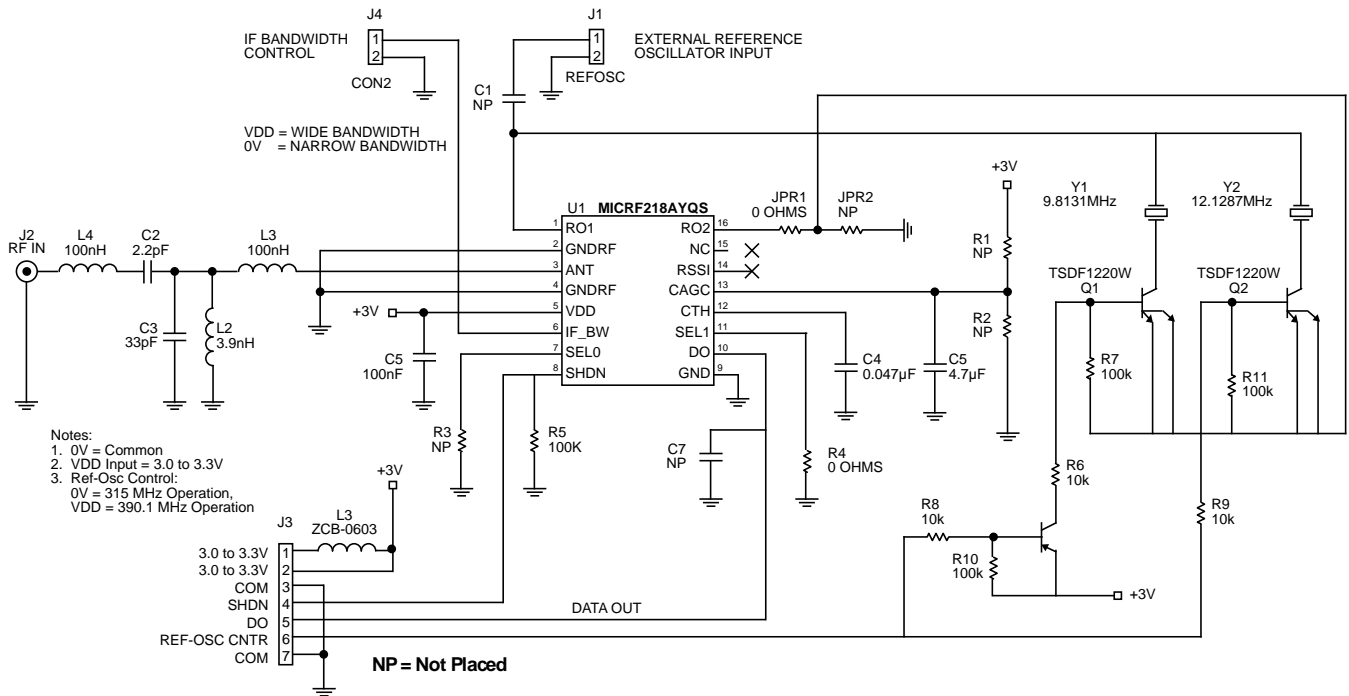 J4
IF BANDWIDTH
CONTROL
1
2
CON2
J1
1
2
EXTERNAL REFERENCE
OSCILLATOR INPUT
REFOSC
C1
NP
VDD = WIDE BANDWIDTH
0V = NARROW BANDWIDTH
+3V
Y1
9.8131MHz
Y2
12.1287MHz
JPR1
0 OHMS
JPR2
NP
U1
MICRF218AYQS
1
RO1
2
GNDRF
3
ANT
4
GNDRF
5
VDD
6
IF_BW
7
SEL0
8
SHDN
RO2
16
NC
15
RSSI
14
CAGC
13
CTH
12
SEL1
11
DO
10
GND
9
J2
RF IN
L4
100nH
C2
2.2pF
L3
100nH
C3
33pF
L2
3.9nH
+3V
C5
100nF
R1
NP
R2
NP
TSDF1220W
Q1
TSDF1220W
Q2
C4
0.047µF
C5
4.7µF
R7
100k
R11
100k
R3
NP
R5
100K
C7
NP
R4
0 OHMS
Notes:
1. 0V = Common
2. VDD Input = 3.0 to 3.3V
3. Ref-Osc Control:
0V = 315 MHz Operation,
VDD = 390.1 MHz Operation
+3V
J3
L3
ZCB-0603
R6
10k
R8
10k
R9
10k
R10
100k
+3V
3.0 to 3.3V
1
3.0 to 3.3V
2
COM
3
SHDN
4
DO
5
REF-OSC CNTR
6
COM
7
DATA OUT
NP = Not Placed